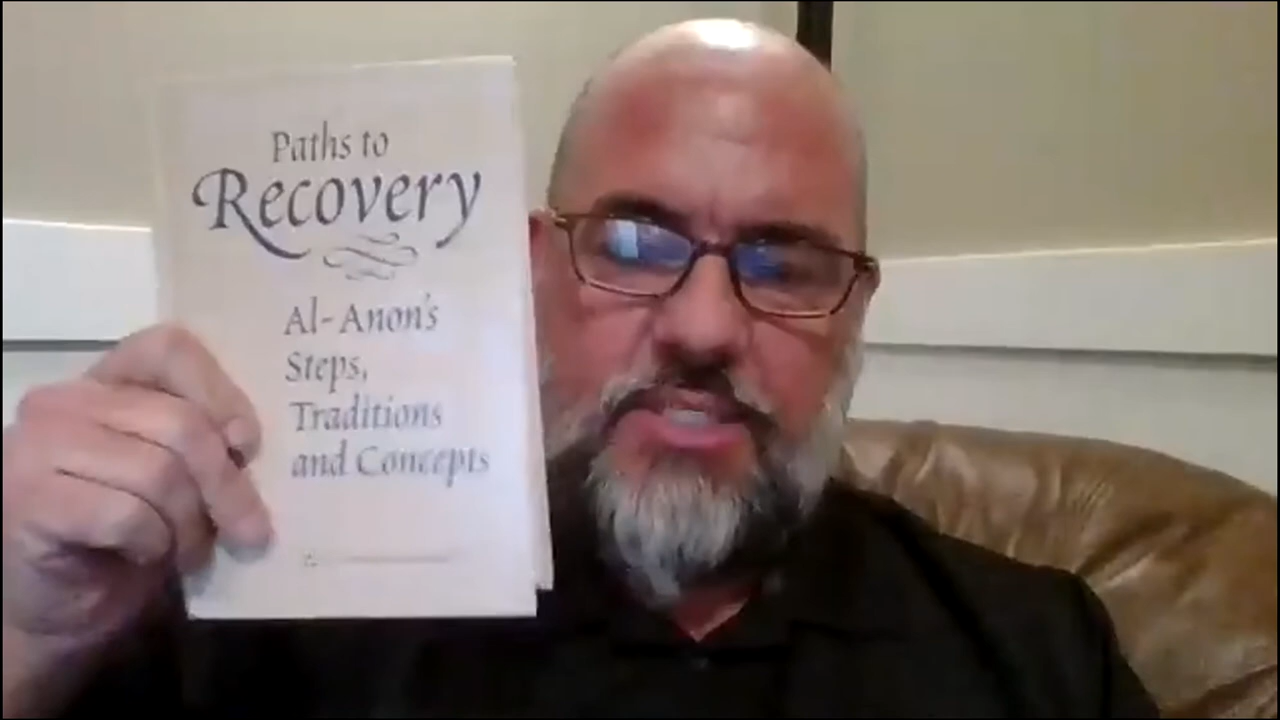 Paths to
Recovery
Al-Anon's
Steps,
Traditions
and Concepts